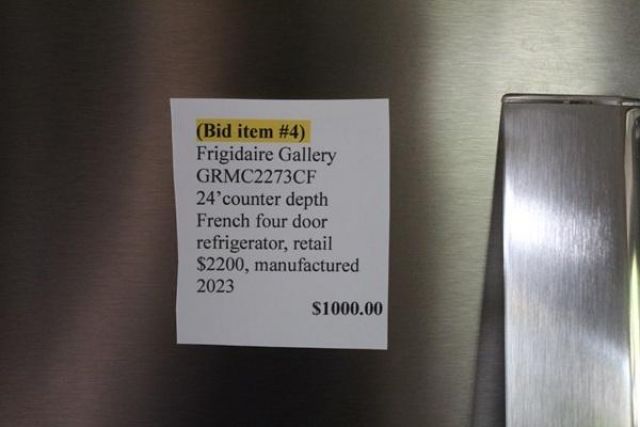 (Bid item #4)
Frigidaire Gallery
GRMC2273CF
24’counter depth
French four door
refrigerator, retail
$2200, manufactured
2023
$1000.00